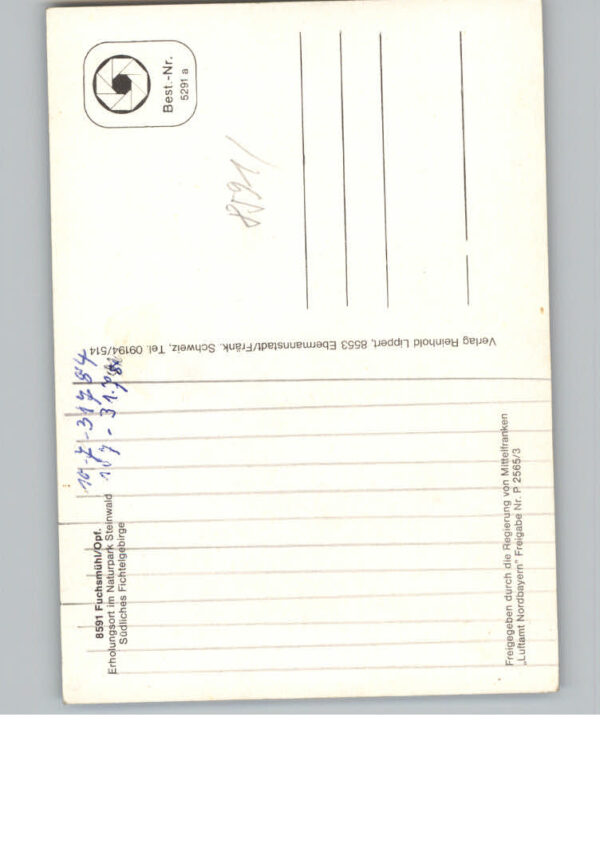 8591 Fuchsmühl/Opf.
Erholungsort im Naturpark Steinwald
Südliches Fichtelgebirge
Verlag Reinhold Lippert, 8553 Ebermannstadt/Fränk. Schweiz, Tel. 09194/514
Best.-Nr.
5291 a
8591/
Freigegeben durch die Regierung von Mittelfranken
„Luftamt Nordbayern" Freigabe Nr. P 2565/3